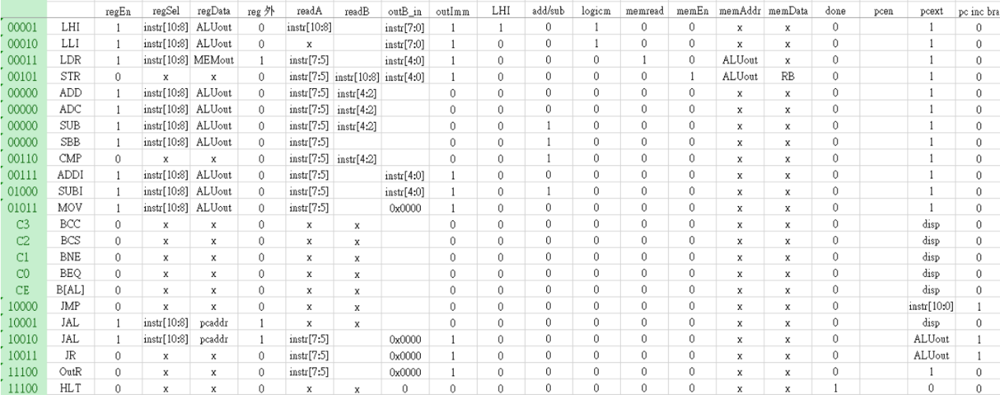 regEn regSel regData reg 外 readA readB outB_in outImm LHI add/sub logicm memread memEn memAddr memData done pcen pcext pc inc bra
00001 LHI 1 instr[10:8] ALUout 0 instr[10:8] instr[7:0] 1 1 0 1 0 0 x x 0 1 0
00010 LLI 1 instr[10:8] ALUout 0 x instr[7:0] 1 0 0 1 0 0 x x 0 1 0
00011 LDR 1 instr[10:8] MEMout 1 instr[7:5] instr[4:0] 1 0 0 0 1 0 ALUout x 0 1 0
00101 STR 0 x x 0 instr[7:5] instr[10:8] instr[4:0] 1 0 0 0 0 1 ALUout RB 0 1 0
00000 ADD 1 instr[10:8] ALUout 0 instr[7:5] instr[4:2] 0 0 0 0 0 0 x x 0 1 0
00000 ADC 1 instr[10:8] ALUout 0 instr[7:5] instr[4:2] 0 0 0 0 0 0 x x 0 1 0
00000 SUB 1 instr[10:8] ALUout 0 instr[7:5] instr[4:2] 0 0 1 0 0 0 x x 0 1 0
00000 SBB 1 instr[10:8] ALUout 0 instr[7:5] 0 0 1 0 0 0 x x 0 1 0
00110 CMP 0 x x 0 instr[7:5] instr[4:2] 0 0 1 0 0 0 x x 0 1 0
00111 ADDI 1 instr[10:8] ALUout 0 instr[7:5] instr[4:0] 1 0 0 0 0 0 x x 0 1 0
01000 SUBI 1 instr[10:8] ALUout 0 instr[7:5] instr[4:0] 1 0 1 0 0 0 x x 0 1 0
01011 MOV 1 instr[10:8] ALUout 0 instr[7:5] 0x0000 1 0 0 0 0 0 x x 0 1 0
C3 BCC 0 x x 0 x x 0 0 0 0 0 0 x x 0 disp 0
C2 BCS 0 x x 0 x x 0 0 0 0 0 0 x x 0 disp 0
C1 BNE 0 x x 0 x x 0 0 0 0 0 0 x x 0 disp 0
C0 BEQ 0 x x 0 x x 0 0 0 0 0 0 x x 0 disp 0
CE B[AL] 0 x x 0 x x 0 0 0 0 0 0 x x 0 disp 0
10000 JMP 0 x x 0 x x 0 0 0 0 0 0 x x 0 instr[10:0] 1
10001 JAL 1 instr[10:8] pcaddr 1 x x 0 0 0 0 0 0 x x 0 disp 0
10010 JAL 1 instr[10:8] pcaddr 1 instr[7:5] 0x0000 1 0 0 0 0 0 x x 0 ALUout 1
10011 JR 0 x x 0 instr[7:5] 0x0000 1 0 0 0 0 0 x x 0 ALUout 1
11100 OutR 0 x x 0 instr[7:5] 0x0000 1 0 0 0 0 0 x x 0 1 0
11100 HLT 0 x x 0 x x 0 0 0 0 0 0 0 x x 1 0 0